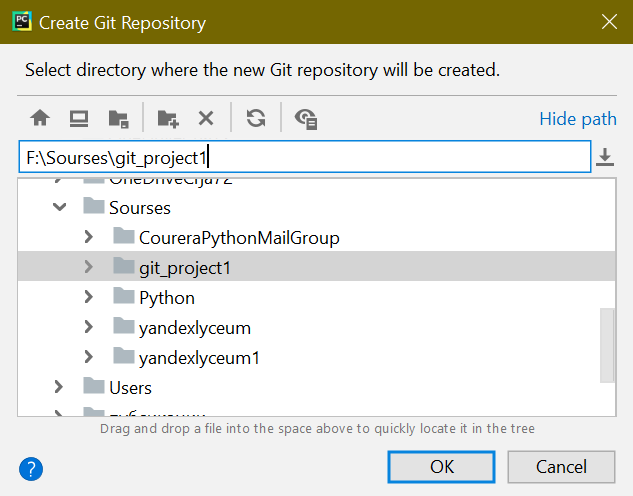 PC
Create Git Repository
Select directory where the new Git repository will be created.
Hide path
F:\Sourses\git_project1
Sourses
CoureraPythonMailGroup
git_project1
Python
yandexlyceum
yandexlyceum1
Users
Drag and drop a file into the space above to quickly locate it in the tree
?
OK
Cancel